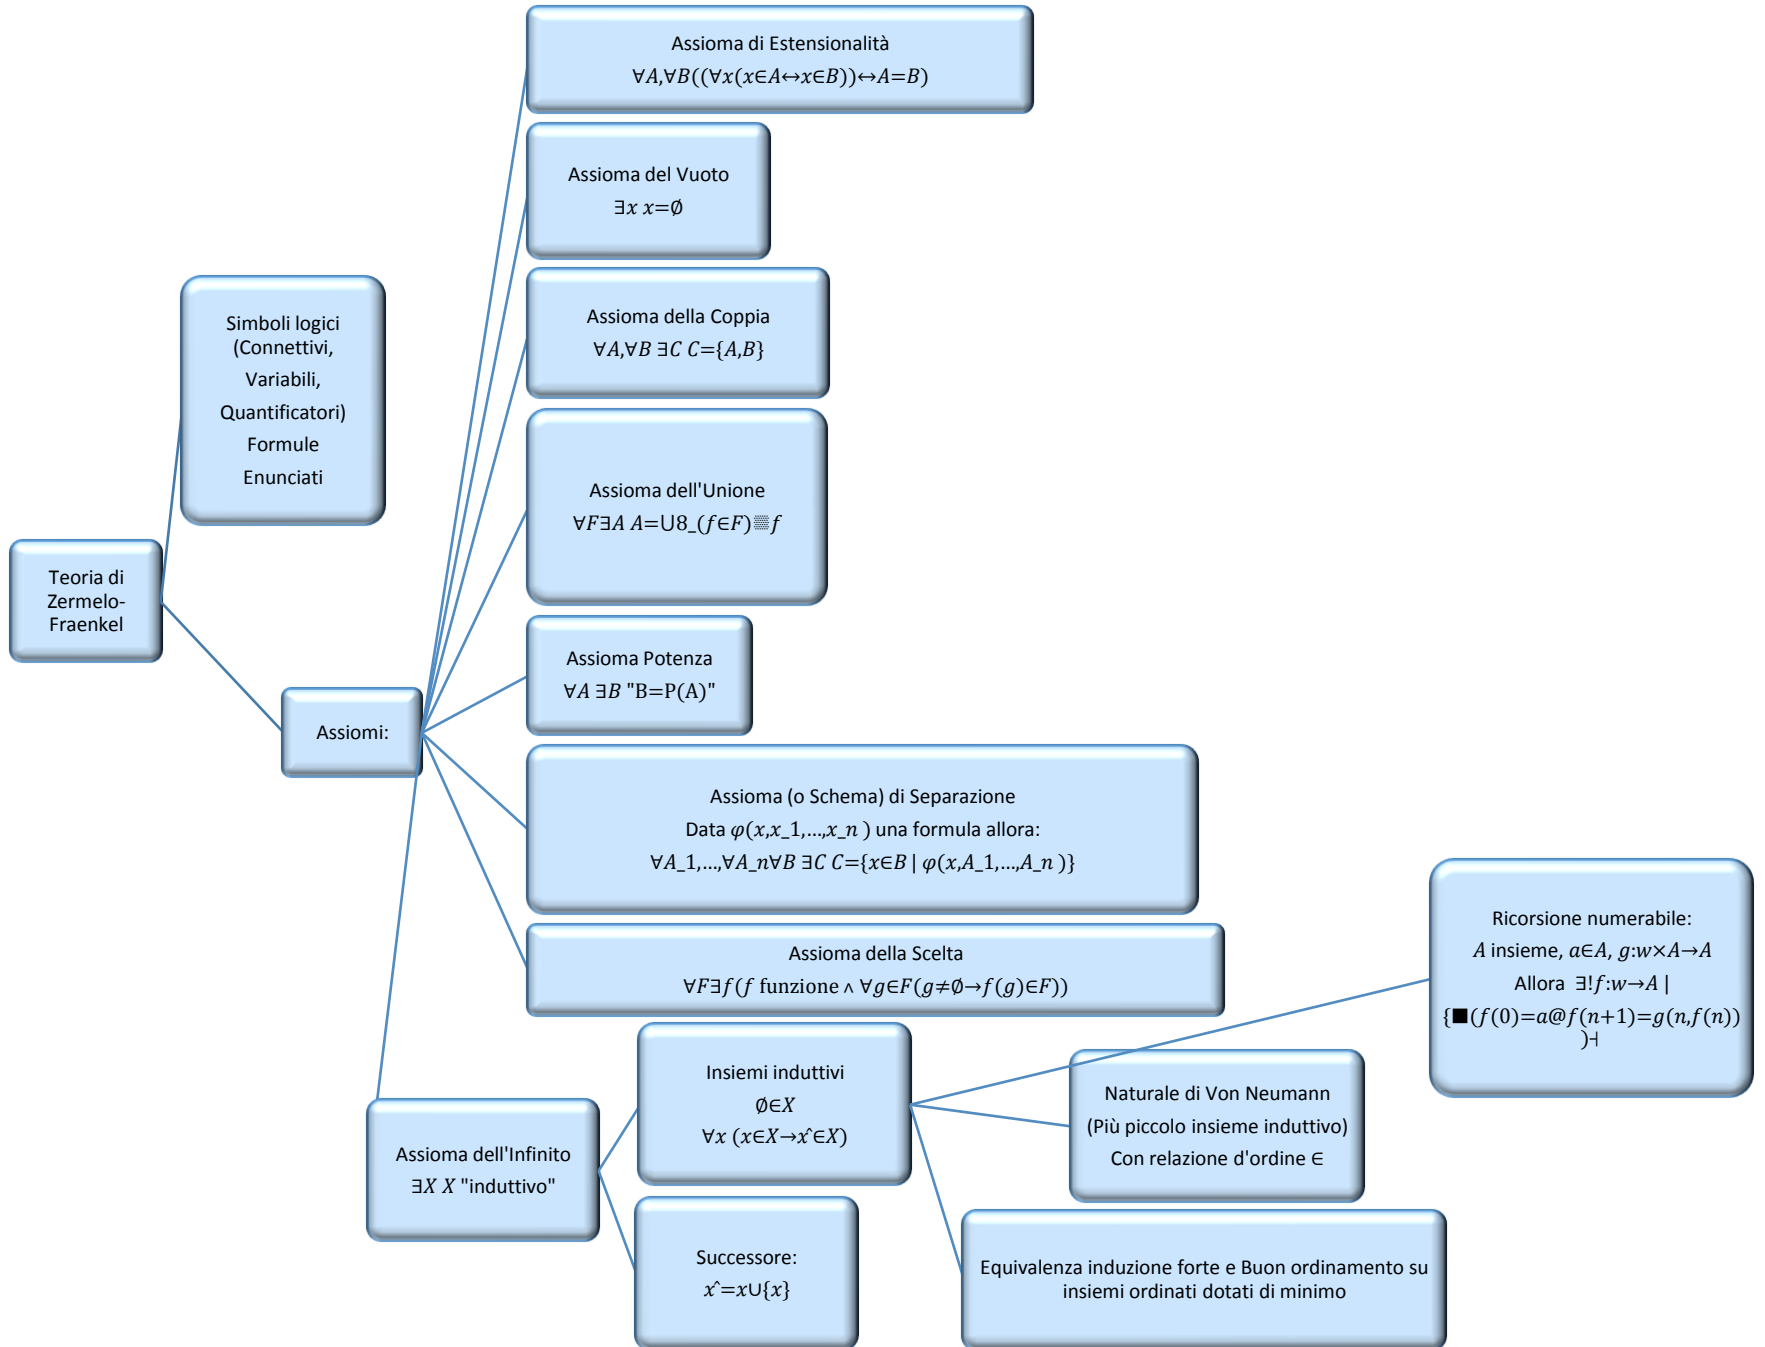 Teoria di
Zermelo-
Fraenkel
Simboli logici
(Connettivi,
Variabili,
Quantificatori)
Formule
Enunciati
Assiomi:
Assioma di Estensionalità
∀A,∀B((∀x(x∈A↔x∈B))↔A=B)
Assioma del Vuoto
∃x x=∅
Assioma della Coppia
∀A,∀B ∃C C={A,B}
Assioma dell'Unione
∀F∃A A=⋃8_(f∈F)▒f
Assioma Potenza
∀A ∃B "B=P(A)"
Assioma (o Schema) di Separazione
Data φ(x,x_1,…,x_n ) una formula allora:
∀A_1,…,∀A_n∀B ∃C C={x∈B | φ(x,A_1,…,A_n )}
Assioma della Scelta
∀F∃f(f funzione ∧ ∀g∈F(g≠∅→f(g)∈F))
Assioma dell'Infinito
∃X X "induttivo"
Insiemi induttivi
∅∈X
∀x (x∈X→x̂∈X)
Successore:
x̂=x∪{x}
Ricorsione numerabile:
A insieme, a∈A, g:w×A→A
Allora ∃!f:w→A |
{■(f(0)=a@f(n+1)=g(n,f(n))
)┤
Naturale di Von Neumann
(Più piccolo insieme induttivo)
Con relazione d'ordine ∈
Equivalenza induzione forte e Buon ordinamento su
insiemi ordinati dotati di minimo